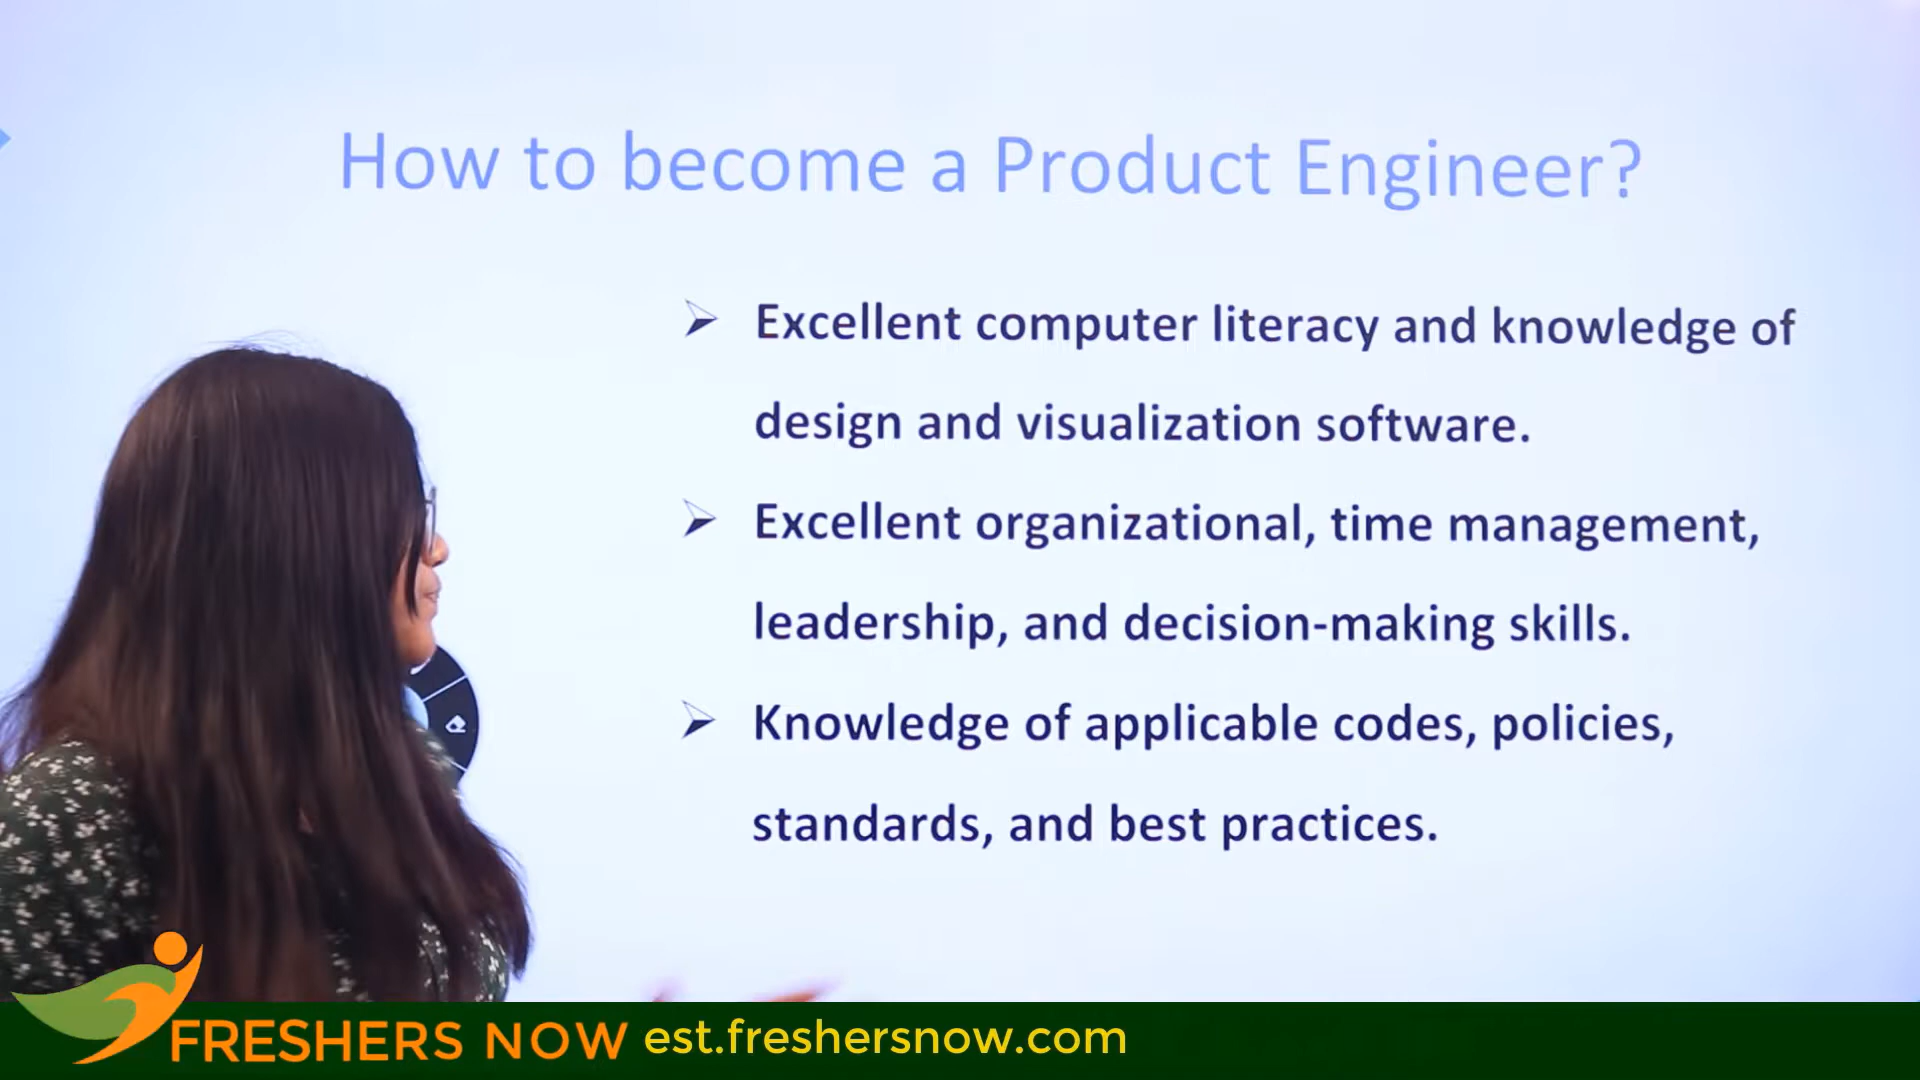 How to become a Product Engineer?
➢ Excellent computer literacy and knowledge of
design and visualization software.
➢ Excellent organizational, time management,
leadership, and decision-making skills.
➢ Knowledge of applicable codes, policies,
standards, and best practices.
FRESHERS NOW est.freshersnow.com